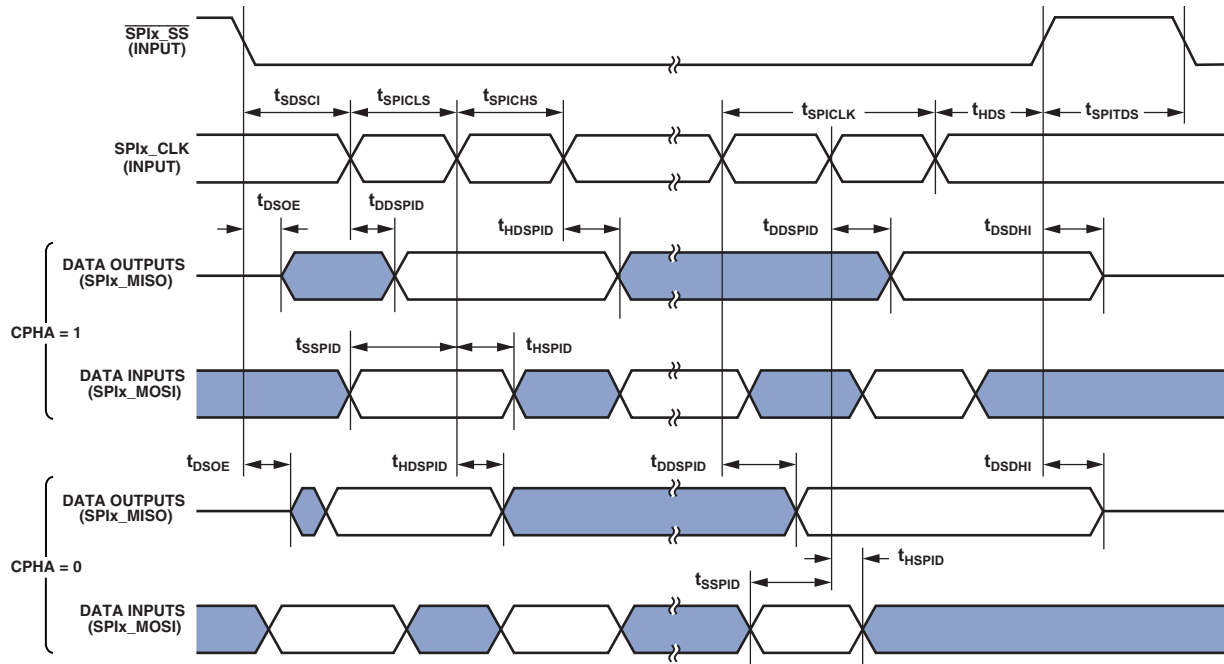 SPIx_SS
(INPUT)
tSDSCI tSPICLS tSPICHS tSPICLK tHDS tSPITDS
SPIx_CLK
(INPUT)
tDSOE tDDSPID tHDSPID tDDSPID tDSDHI
CPHA = 1
DATA OUTPUTS
(SPIx_MISO)
tSSPID tHSPID
DATA INPUTS
(SPIx_MOSI)
tDSOE tHDSPID tDDSPID tDSDHI
CPHA = 0
DATA OUTPUTS
(SPIx_MISO)
tSSPID tHSPID
DATA INPUTS
(SPIx_MOSI)